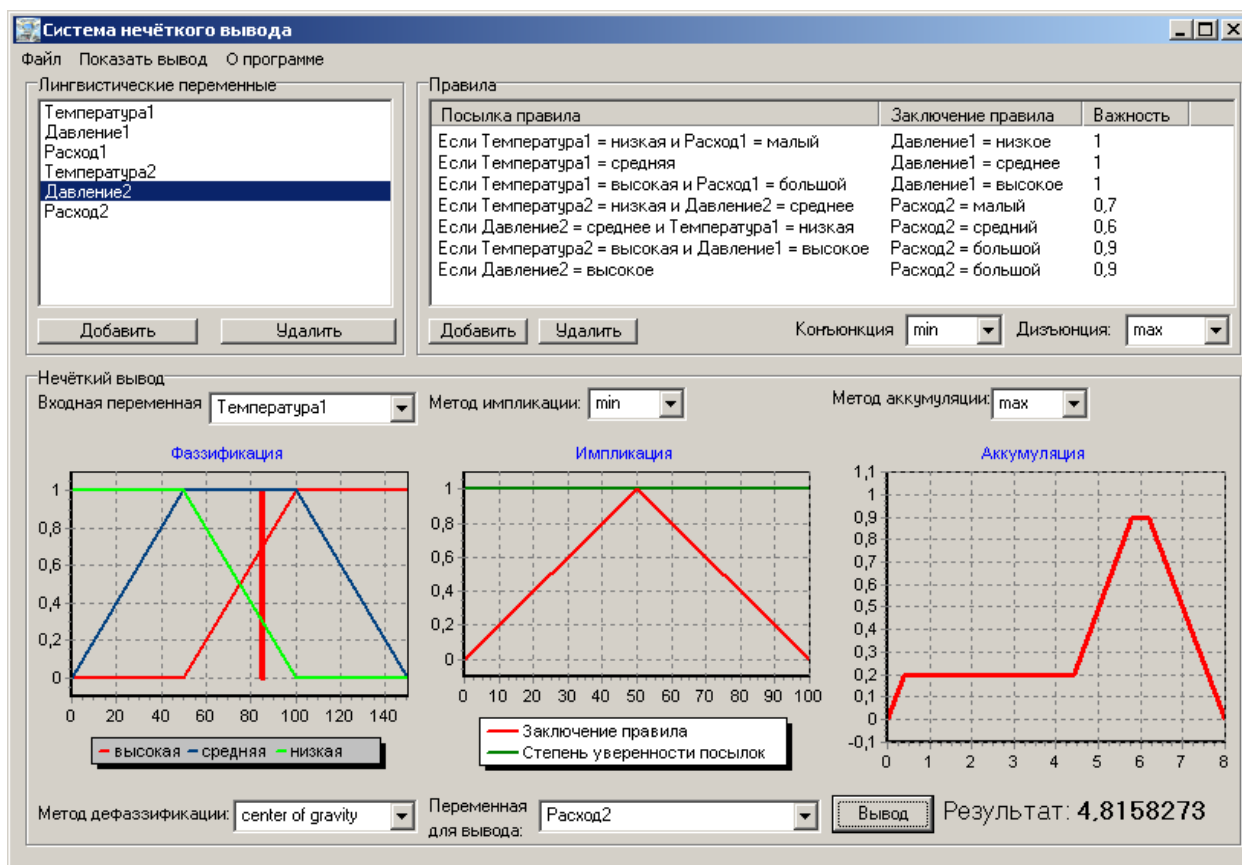 Система нечёткого вывода
Файл Показать вывод О программе
Лингвистические переменные
Температура1
Давление1
Расход1
Температура2
Давление2
Расход2
Добавить Удалить
Правила
Посылка правила Заключение правила Важность
Если Температура1 = низкая и Расход1 = малый Давление1 = низкое 1
Если Температура1 = средняя Давление1 = среднее 1
Если Температура1 = высокая и Расход1 = большой Давление1 = высокое 1
Если Температура2 = низкая и Давление2 = среднее Расход2 = малый 0,7
Если Давление2 = среднее и Температура1 = низкая Расход2 = средний 0,6
Если Температура2 = высокая и Давление1 = высокое Расход2 = большой 0,9
Если Давление2 = высокое Расход2 = большой 0,9
Добавить Удалить Конъюнкция min Дизъюнция: max
Нечёткий вывод
Входная переменная Температура1 Метод импликации: min Метод аккумуляции: max
Фаззификация
1
0,8
0,6
0,4
0,2
0
0 20 40 60 80 100 120 140
высокая средняя низкая
Импликация
1
0,8
0,6
0,4
0,2
0
0 10 20 30 40 50 60 70 80 90 100
Заключение правила
Степень уверенности посылок
Аккумуляция
1,1
1
0,9
0,8
0,7
0,6
0,5
0,4
0,3
0,2
0,1
0
-0,1
0 1 2 3 4 5 6 7 8
Метод дефаззификации: center of gravity
Переменная
для вывода: Расход2
Вывод Результат: 4,8158273